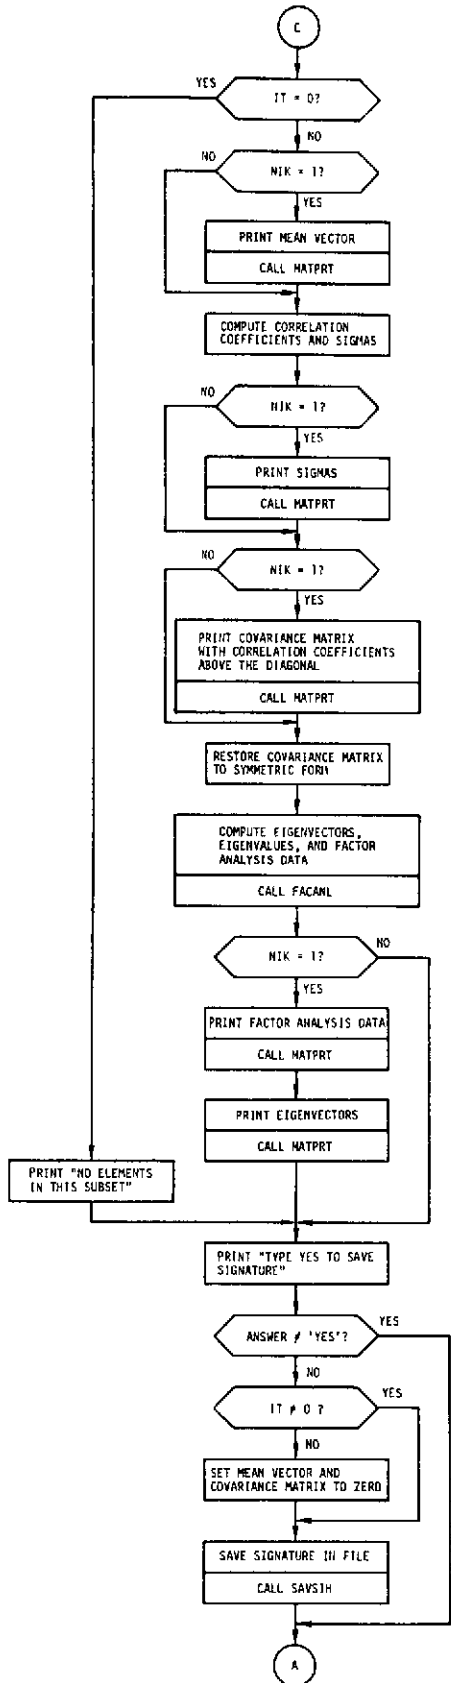 C
YES
IT = 0?
NO
NO
NIK = 1?
YES
PRINT MEAN VECTOR
CALL MATPRT
COMPUTE CORRELATION
COEFFICIENTS AND SIGMAS
NO
NIK = 1?
YES
PRINT SIGMAS
CALL MATPRT
NO
NIK = 1?
YES
PRINT COVARIANCE MATRIX
WITH CORRELATION COEFFICIENTS
ABOVE THE DIAGONAL
CALL MATPRT
RESTORE COVARIANCE MATRIX
TO SYMMETRIC FORM
COMPUTE EIGENVECTORS,
EIGENVALUES, AND FACTOR
ANALYSIS DATA
CALL FACANL
NIK = 1?
NO
YES
PRINT FACTOR ANALYSIS DATA
CALL MATPRT
PRINT EIGENVECTORS
CALL MATPRT
PRINT "NO ELEMENTS
IN THIS SUBSET"
PRINT "TYPE YES TO SAVE
SIGNATURE"
ANSWER ≠ 'YES'?
YES
NO
IT ≠ 0 ?
YES
NO
SET MEAN VECTOR AND
COVARIANCE MATRIX TO ZERO
SAVE SIGNATURE IN FILE
CALL SAVSIH
A